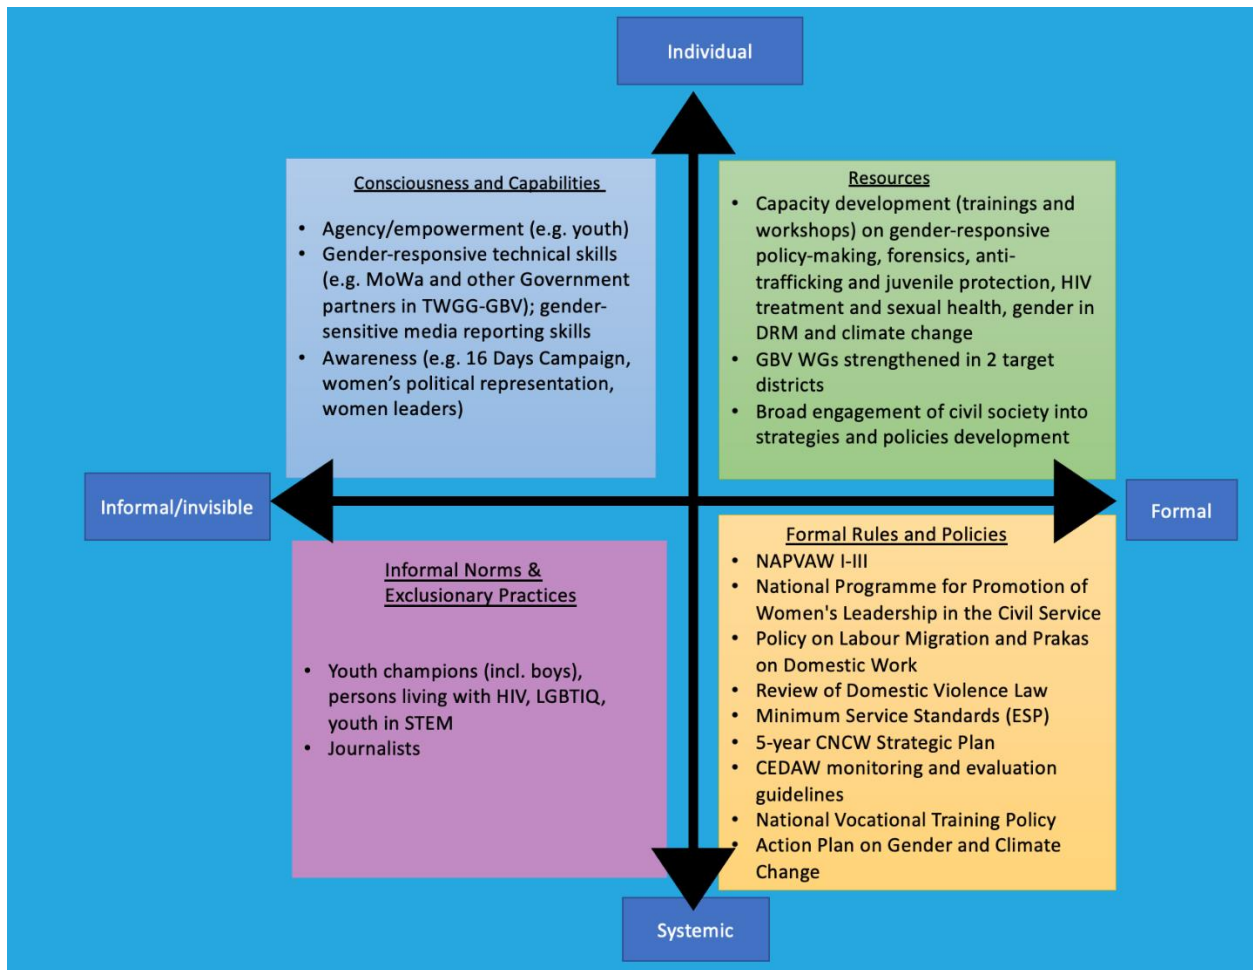 Individual
Consciousness and Capabilities
• Agency/empowerment (e.g. youth)
• Gender-responsive technical skills
(e.g. MoWa and other Government
partners in TWGG-GBV); gender-
sensitive media reporting skills
• Awareness (e.g. 16 Days Campaign,
women's political representation,
women leaders)
Resources
• Capacity development (trainings and
workshops) on gender-responsive
policy-making, forensics, anti-
trafficking and juvenile protection, HIV
treatment and sexual health, gender in
DRM and climate change
• GBV WGs strengthened in 2 target
districts
• Broad engagement of civil society into
strategies and policies development
Informal/invisible
Formal
Informal Norms &
Exclusionary Practices
• Youth champions (incl. boys),
persons living with HIV, LGBTIQ,
youth in STEM
• Journalists
Formal Rules and Policies
• NAPVAW I-III
• National Programme for Promotion of
Women's Leadership in the Civil Service
• Policy on Labour Migration and Prakas
on Domestic Work
• Review of Domestic Violence Law
• Minimum Service Standards (ESP)
• 5-year CNCW Strategic Plan
• CEDAW monitoring and evaluation
guidelines
• National Vocational Training Policy
• Action Plan on Gender and Climate
Change
Systemic